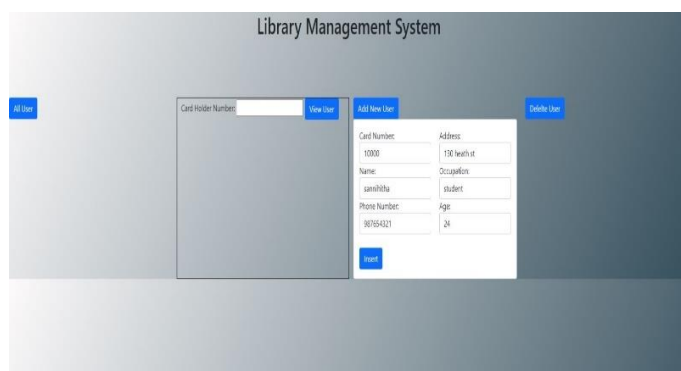 Library Management System
All User
Card Holder Number:
View User
Add New User
Delelte User
Card Number:
Address:
10000
130 heath st
Name:
Occupation:
sannihitha
student
Phone Number:
Age:
987654321
24
Insert